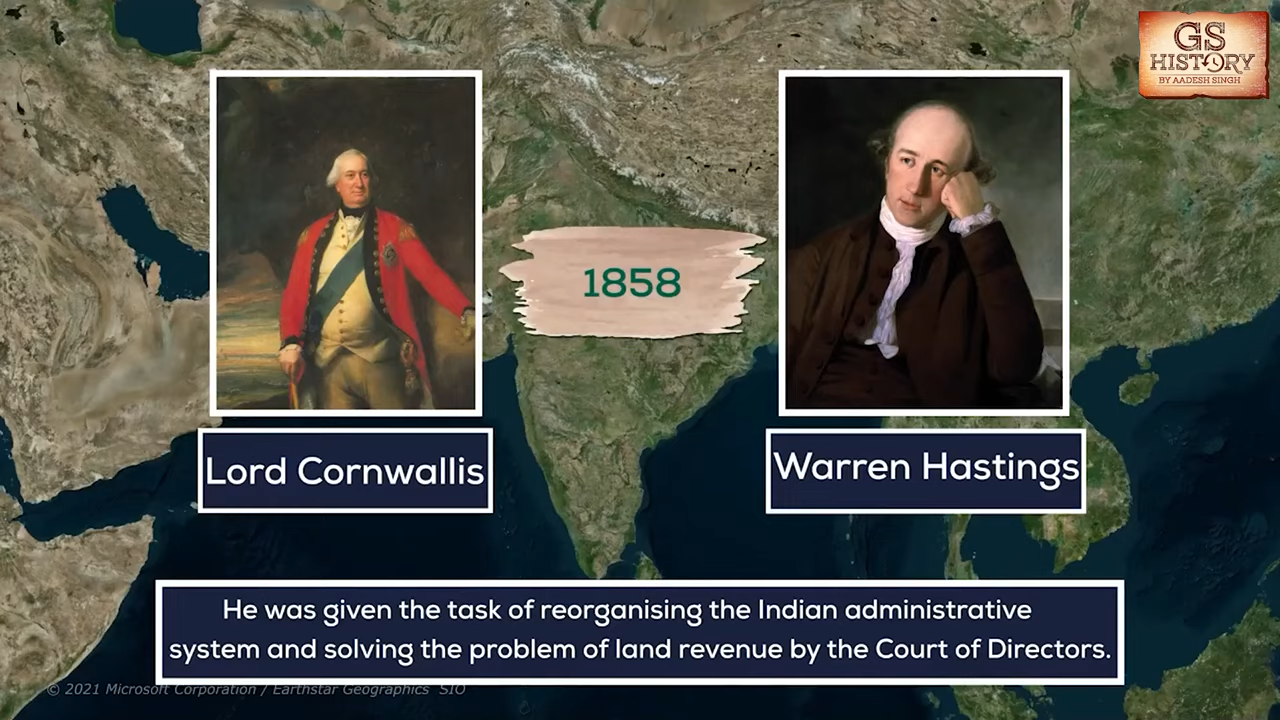 GS
HISTORY
BY AADESH SINGH
1858
Lord Cornwallis
Warren Hastings
He was given the task of reorganising the Indian administrative
system and solving the problem of land revenue by the Court of Directors.
© 2021 Microsoft Corporation / Earthstar Geographics SIO